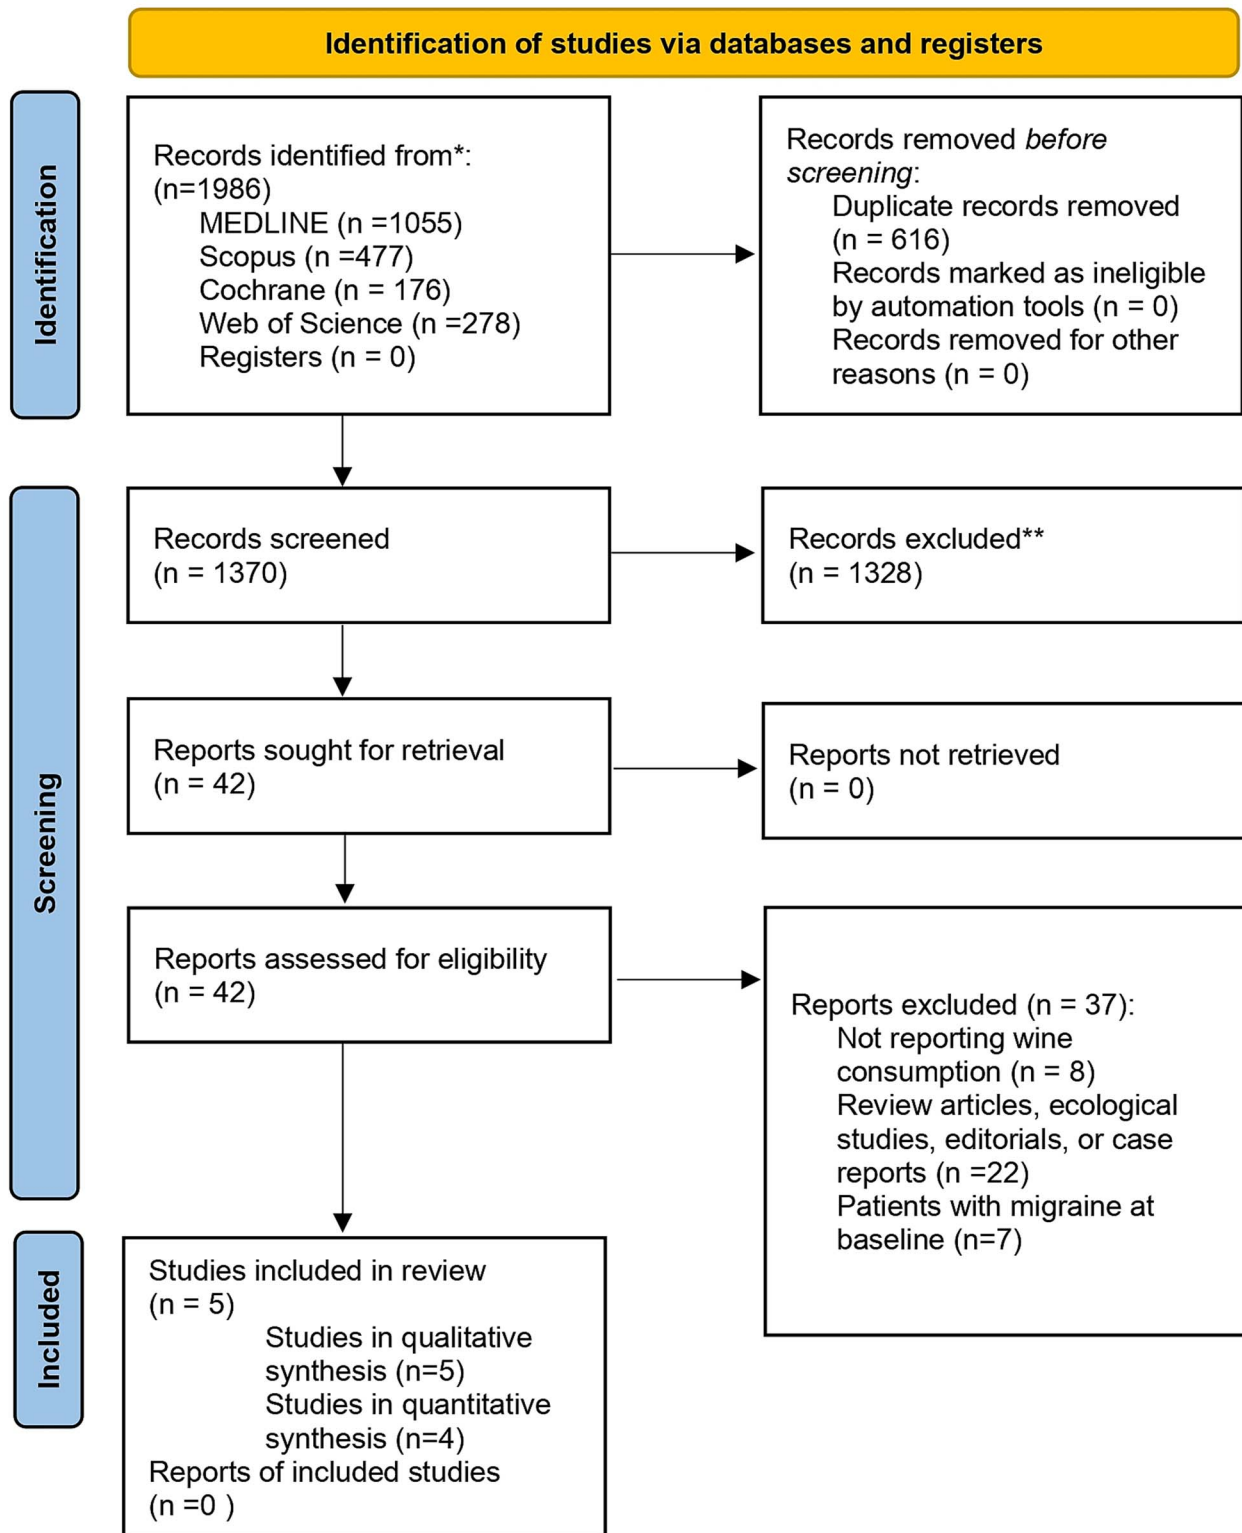 Identification of studies via databases and registers
Identification
Records identified from*:
(n=1986)
MEDLINE (n =1055)
Scopus (n =477)
Cochrane (n = 176)
Web of Science (n =278)
Registers (n = 0)
Records removed before
screening:
Duplicate records removed
(n = 616)
Records marked as ineligible
by automation tools (n = 0)
Records removed for other
reasons (n = 0)
Screening
Records screened
(n = 1370)
Records excluded**
(n = 1328)
Reports sought for retrieval
(n = 42)
Reports not retrieved
(n = 0)
Reports assessed for eligibility
(n = 42)
Reports excluded (n = 37):
Not reporting wine
consumption (n = 8)
Review articles, ecological
studies, editorials, or case
reports (n =22)
Patients with migraine at
baseline (n=7)
Included
Studies included in review
(n = 5)
Studies in qualitative
synthesis (n=5)
Studies in quantitative
synthesis (n=4)
Reports of included studies
(n =0 )